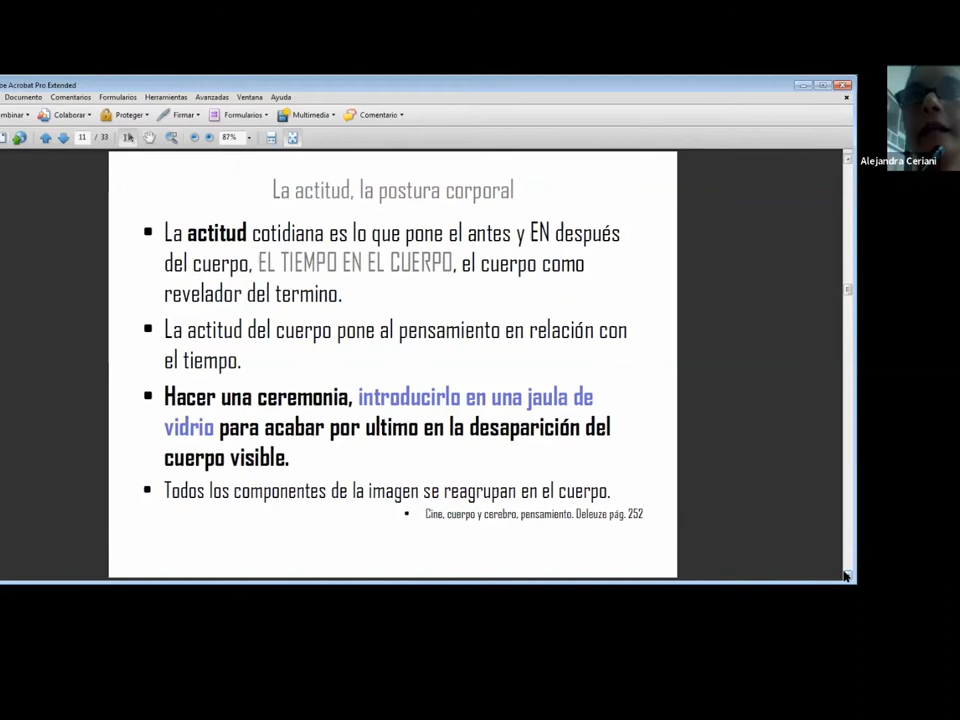 be Acrobat Pro Extended
Documento Comentarios Formularios Herramientas Avanzadas Ventana Ayuda
mbinar Colaborar Proteger Firmar Formularios Multimedia Comentario
11 / 33 87%
La actitud, la postura corporal
La actitud cotidiana es lo que pone el antes y EN después
del cuerpo, EL TIEMPO EN EL CUERPO, el cuerpo como
revelador del termino.
La actitud del cuerpo pone al pensamiento en relación con
el tiempo.
Hacer una ceremonia, introducirlo en una jaula de
vidrio para acabar por ultimo en la desaparición del
cuerpo visible.
Todos los componentes de la imagen se reagrupan en el cuerpo.
Cine, cuerpo y cerebro, pensamiento. Deleuze pág. 252
Alejandra Ceriani